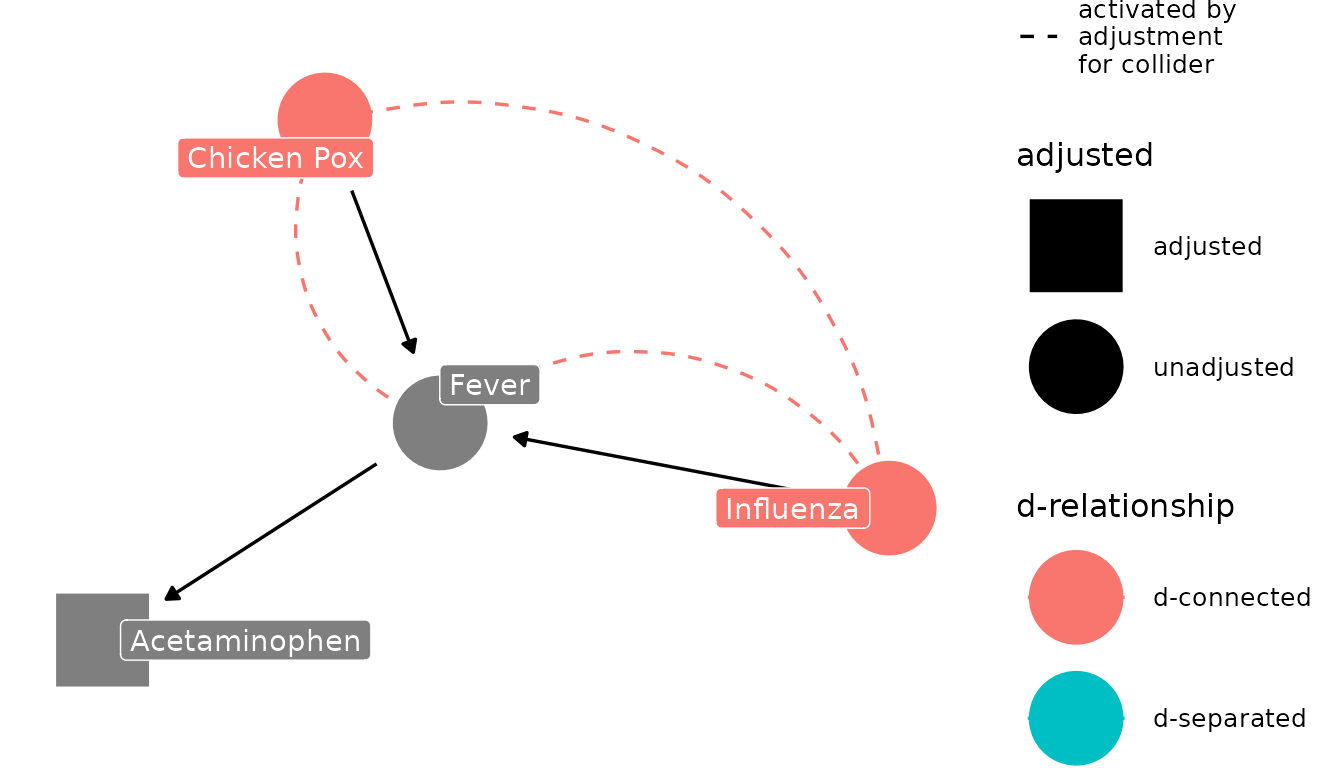 activated by
adjustment
for collider
Chicken Pox
adjusted
adjusted
unadjusted
Fever
Influenza
d-relationship
d-connected
Acetaminophen
d-separated